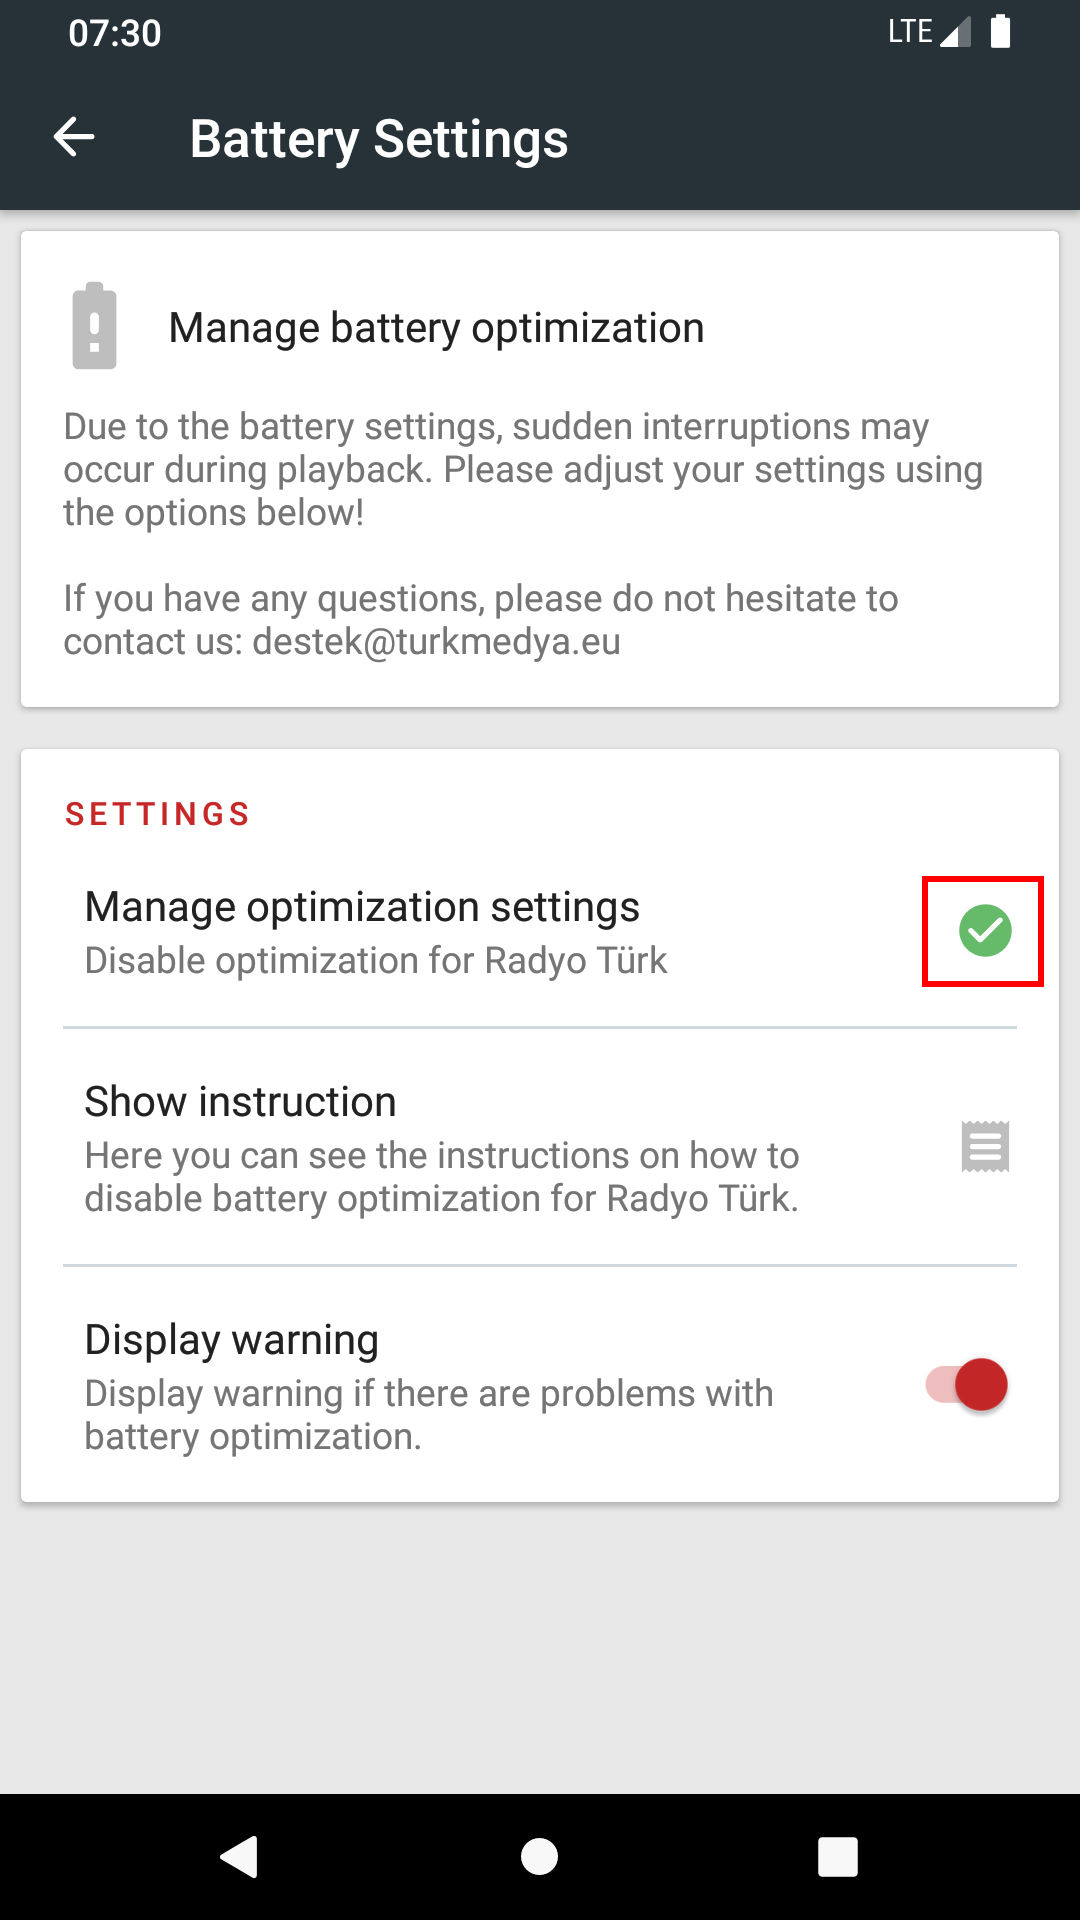 07:30
LTE
Battery Settings
Manage battery optimization
Due to the battery settings, sudden interruptions may
occur during playback. Please adjust your settings using
the options below!
If you have any questions, please do not hesitate to
contact us: destek@turkmedya.eu
SETTINGS
Manage optimization settings
Disable optimization for Radyo Türk
Show instruction
Here you can see the instructions on how to
disable battery optimization for Radyo Türk.
Display warning
Display warning if there are problems with
battery optimization.